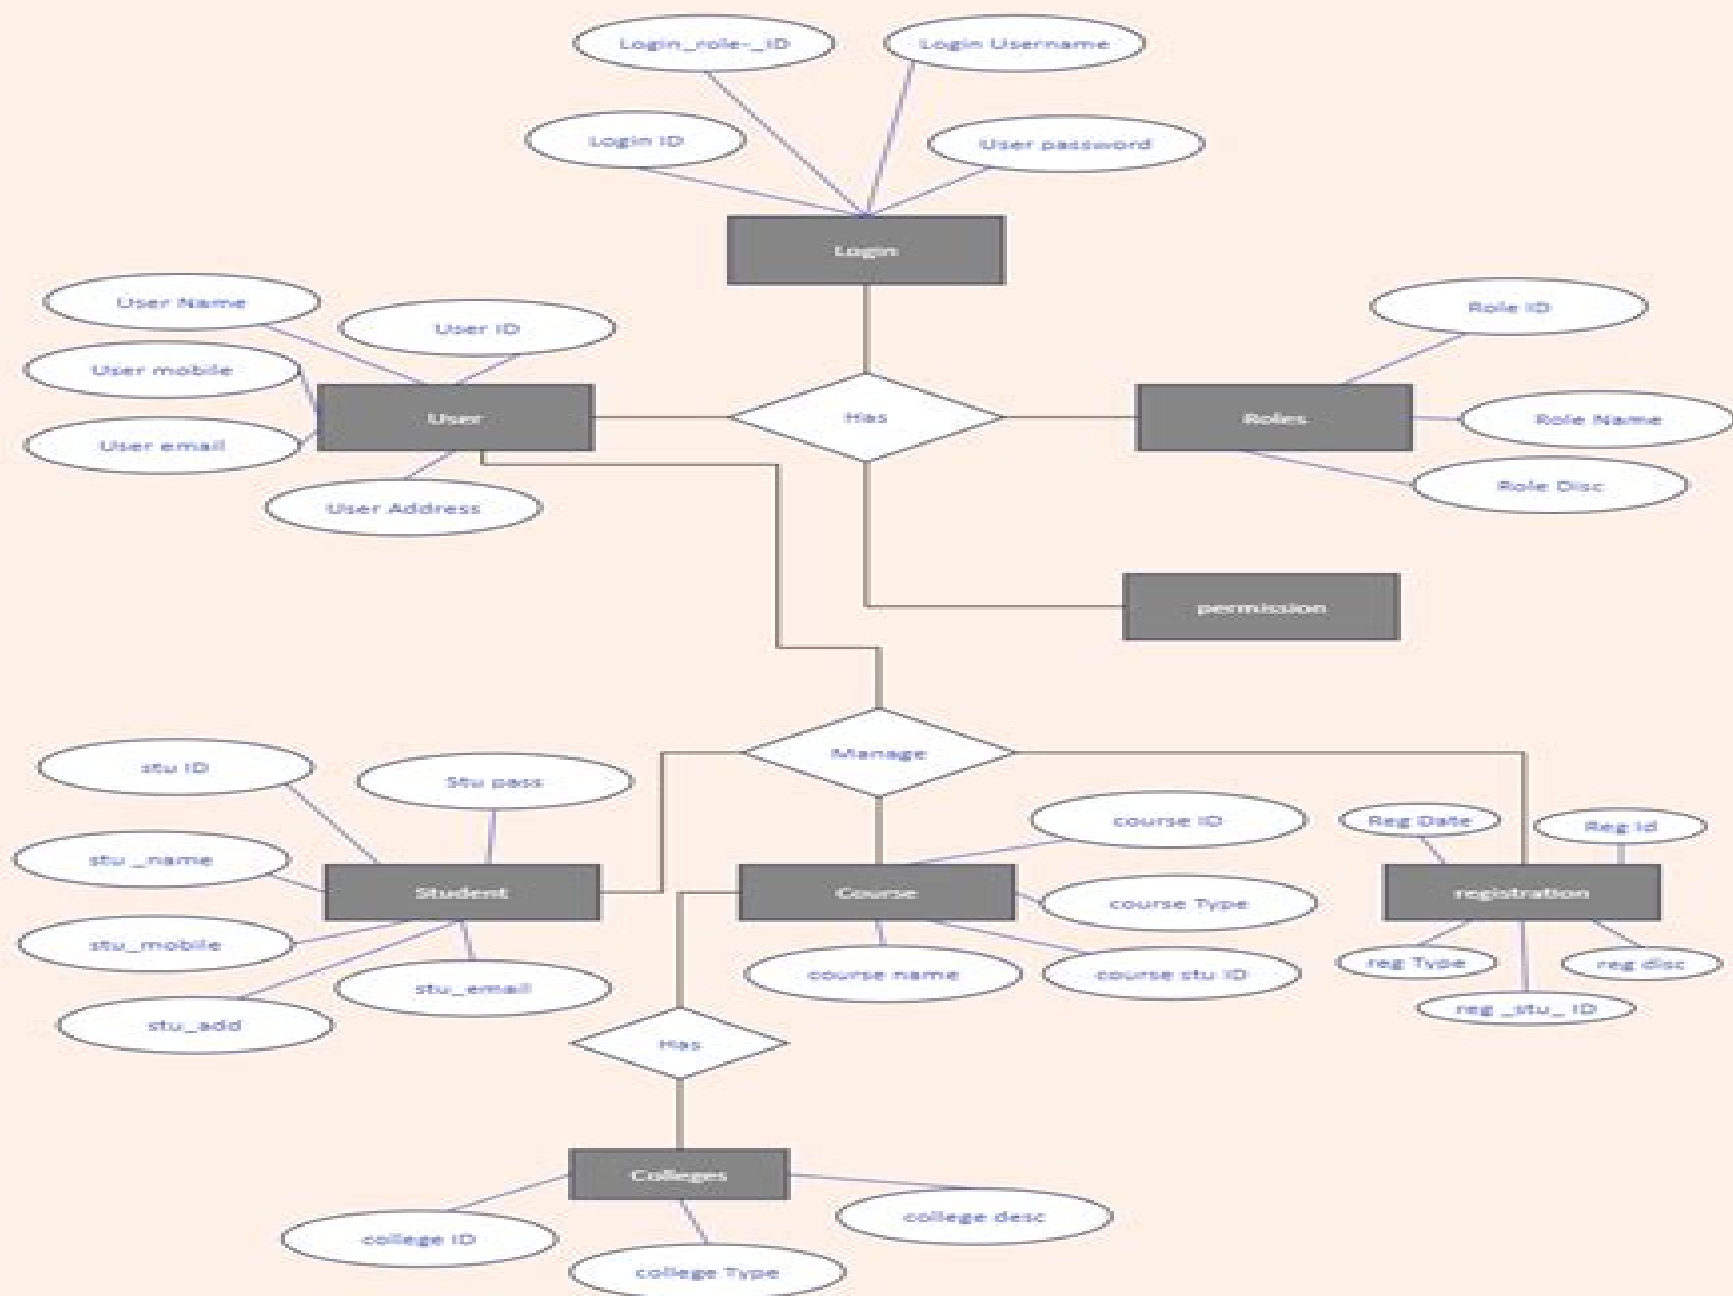 Login_role-_ID
Login Username
Login ID
User password
Login
User Name
User ID
Role ID
User mobile
User
Has
Roles
Role Name
User email
Role Disc
User Address
permission
Manage
stu ID
Stu pass
course ID
Reg Date
Reg Id
stu _name
Student
Course
registration
course Type
stu_mobile
stu_email
course name
course stu ID
reg Type
reg disc
reg _stu_ ID
stu_add
Has
Colleges
college desc
college ID
college Type